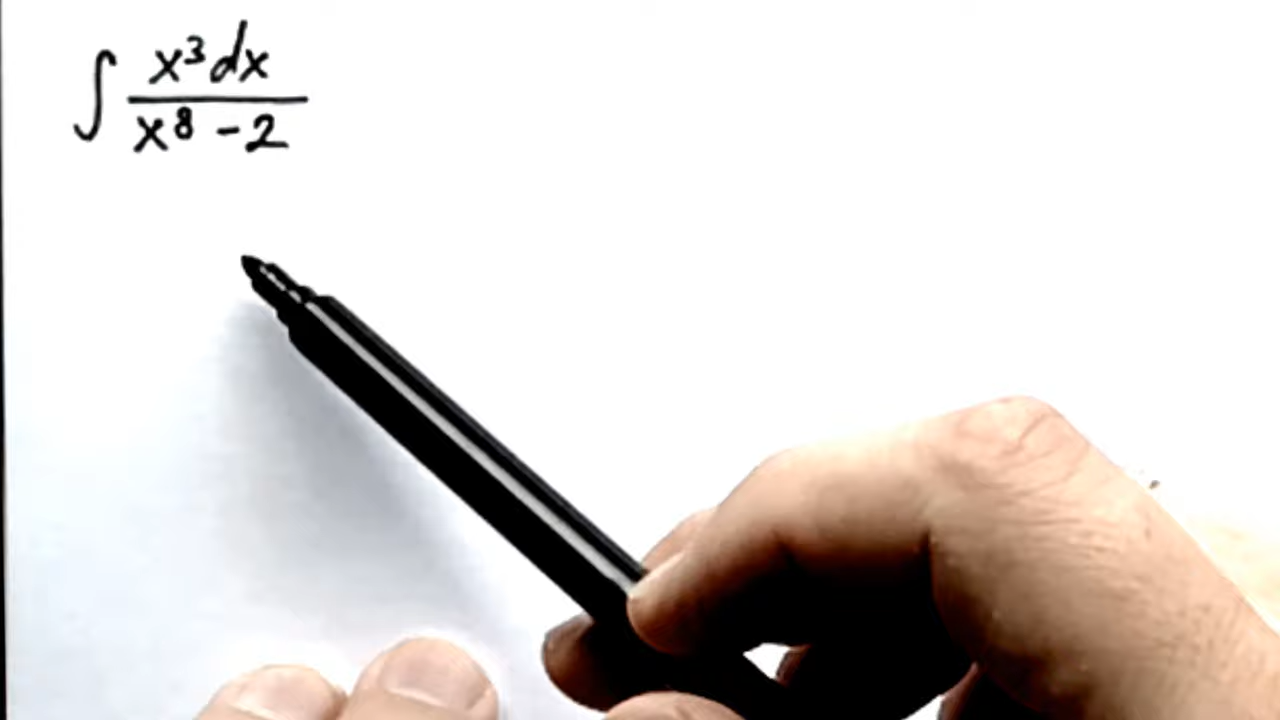 ∫ x³dx / x⁸ - 2